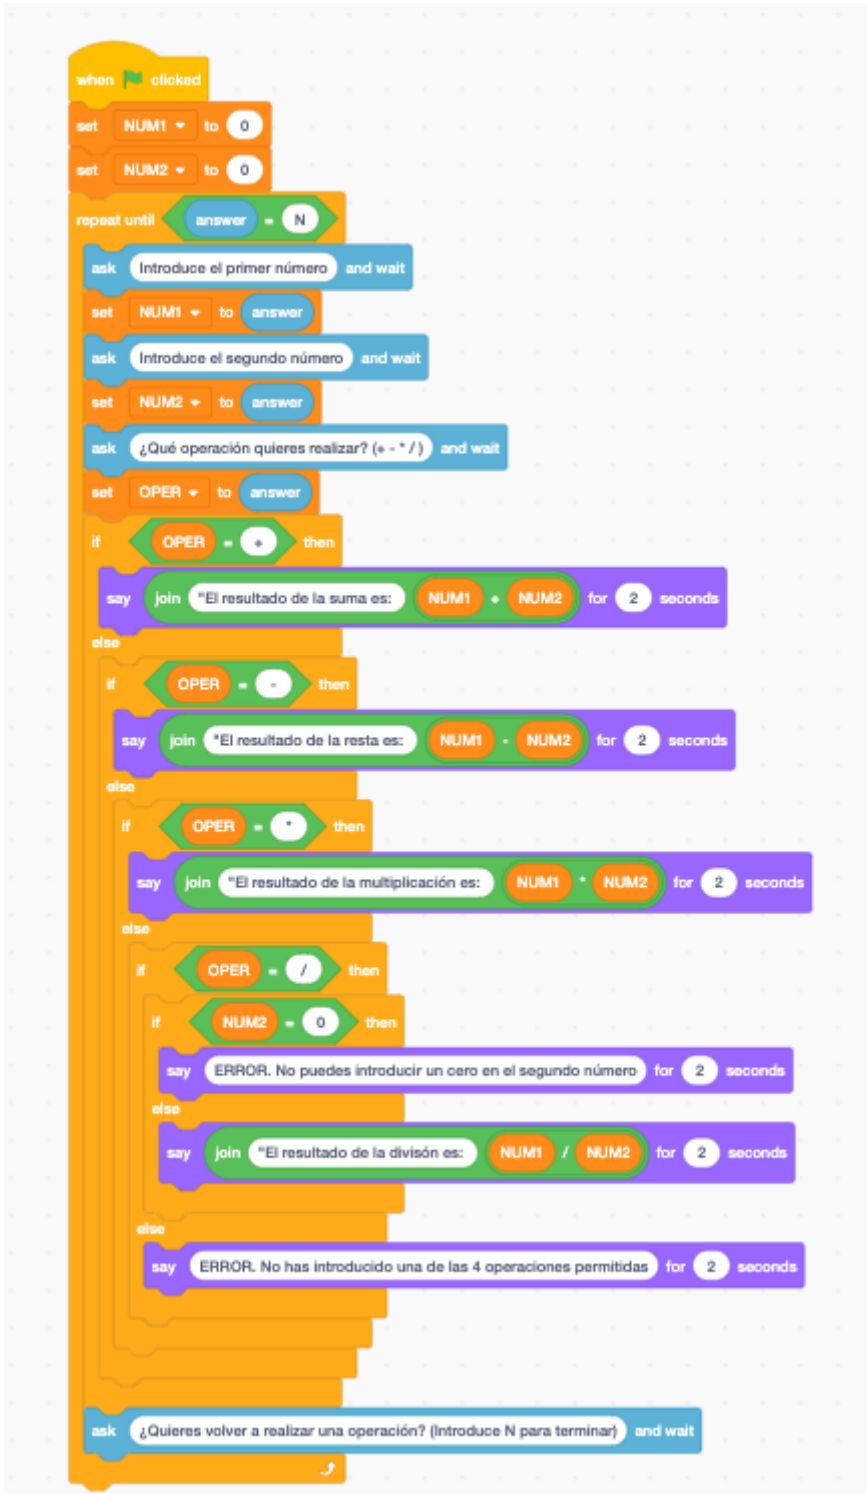 when clicked
set NUM1 to 0
set NUM2 to 0
repeat until answer = N
ask Introduce el primer número and wait
set NUM1 to answer
ask Introduce el segundo número and wait
set NUM2 to answer
ask ¿Qué operación quieres realizar? (+ - * /) and wait
set OPER to answer
if OPER = + then
say join "El resultado de la suma es: NUM1 + NUM2 for 2 seconds
else
if OPER = - then
say join "El resultado de la resta es: NUM1 - NUM2 for 2 seconds
else
if OPER = * then
say join "El resultado de la multiplicación es: NUM1 * NUM2 for 2 seconds
else
if OPER = / then
if NUM2 = 0 then
say ERROR. No puedes introducir un cero en el segundo número for 2 seconds
else
say join "El resultado de la divisón es: NUM1 / NUM2 for 2 seconds
else
say ERROR. No has introducido una de las 4 operaciones permitidas for 2 seconds
ask ¿Quieres volver a realizar una operación? (Introduce N para terminar) and wait